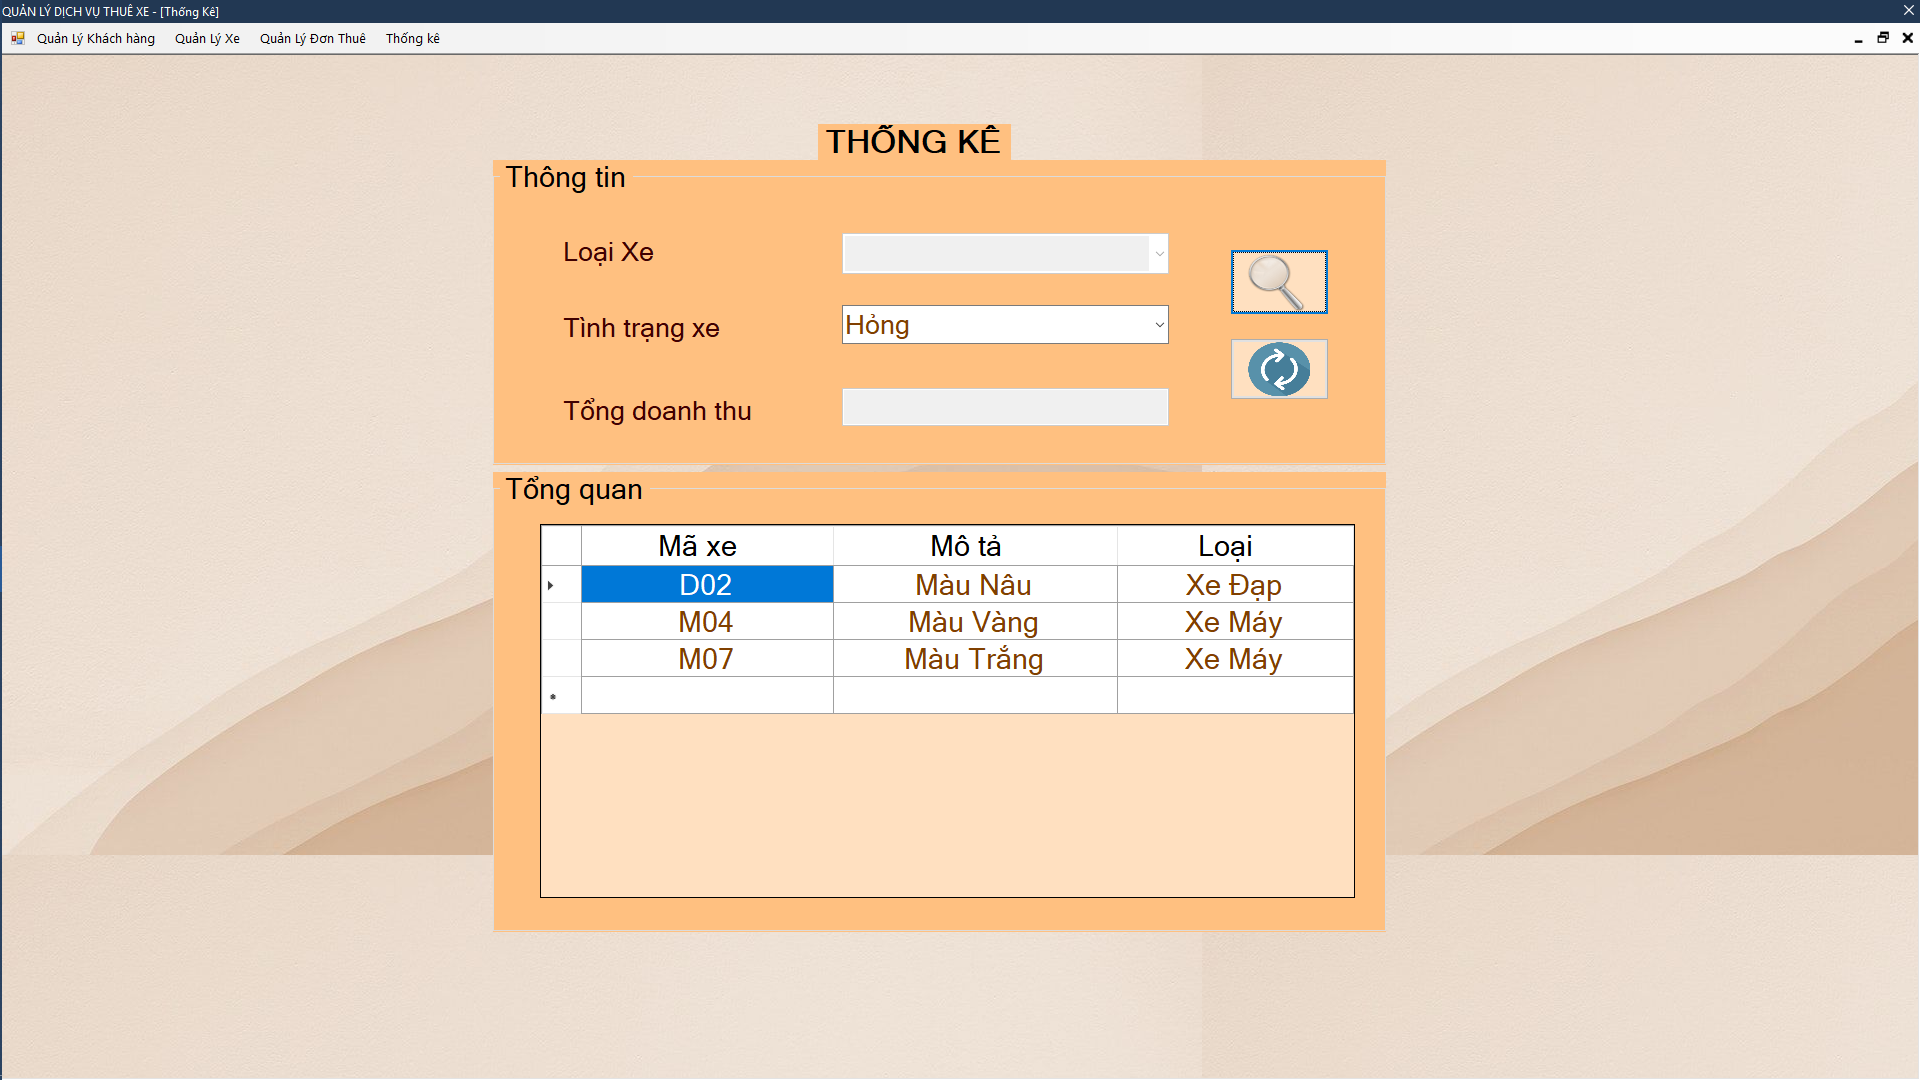 QUẢN LÝ DỊCH VỤ THUÊ XE - [Thống Kê]
Quản Lý Khách hàng Quản Lý Xe Quản Lý Đơn Thuê Thống kê
THỐNG KÊ
Thông tin
Loại Xe
Tình trạng xe Hỏng
Tổng doanh thu
Tổng quan
Mã xe Mô tả Loại
D02 Màu Nâu Xe Đạp
M04 Màu Vàng Xe Máy
M07 Màu Trắng Xe Máy